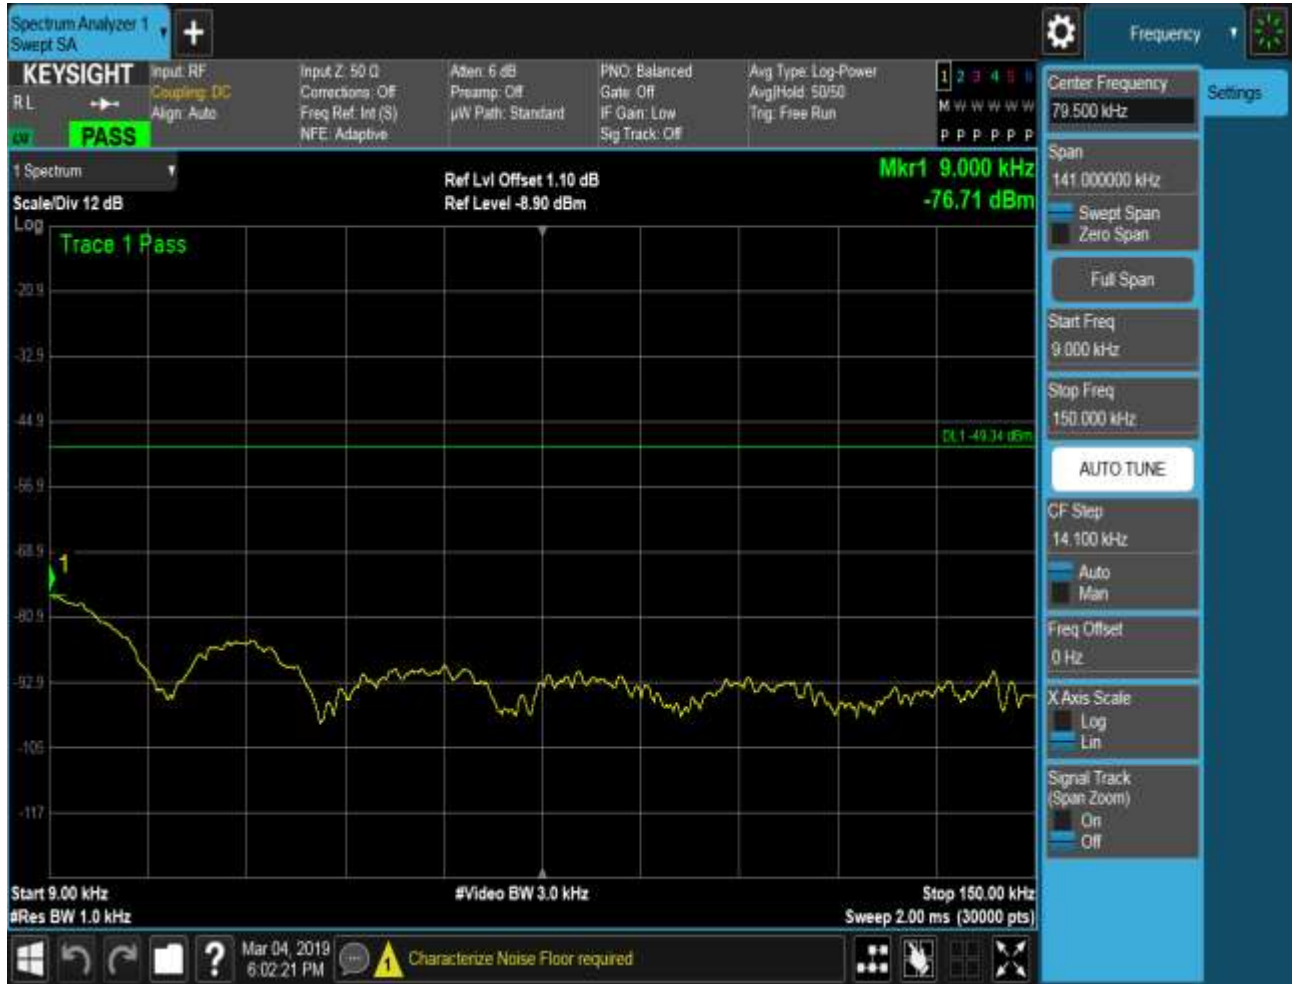 Spectrum Analyzer 1
Swept SA
+
Frequency
KEYSIGHT
RL
PASS
Input: RF
Coupling: DC
Align: Auto
Input Z: 50 Ω
Corrections: Off
Freq Ref: Int (S)
NFE: Adaptive
Atten: 6 dB
Preamp: Off
µW Path: Standard
PNO: Balanced
Gate: Off
IF Gain: Low
Sig Track: Off
Avg Type: Log-Power
Avg|Hold: 50/50
Trig: Free Run
1 2 3 4 5 6
M W W W W W
P P P P P P
1 Spectrum
Scale/Div 12 dB
Log
Ref Lvl Offset 1.10 dB
Ref Level -8.90 dBm
Mkr1 9.000 kHz
-76.71 dBm
Trace 1 Pass
-20.9
-32.9
-44.9
DL1 -49.34 dBm
-56.9
-68.9
1
-80.9
-92.9
-105
-117
Start 9.00 kHz
#Res BW 1.0 kHz
#Video BW 3.0 kHz
Stop 150.00 kHz
Sweep 2.00 ms (30000 pts)
Center Frequency
79.500 kHz
Settings
Span
141.000000 kHz
Swept Span
Zero Span
Full Span
Start Freq
9.000 kHz
Stop Freq
150.000 kHz
AUTO TUNE
CF Step
14.100 kHz
Auto
Man
Freq Offset
0 Hz
X Axis Scale
Log
Lin
Signal Track
(Span Zoom)
On
Off
?
Mar 04, 2019
6:02:21 PM
1
Characterize Noise Floor required